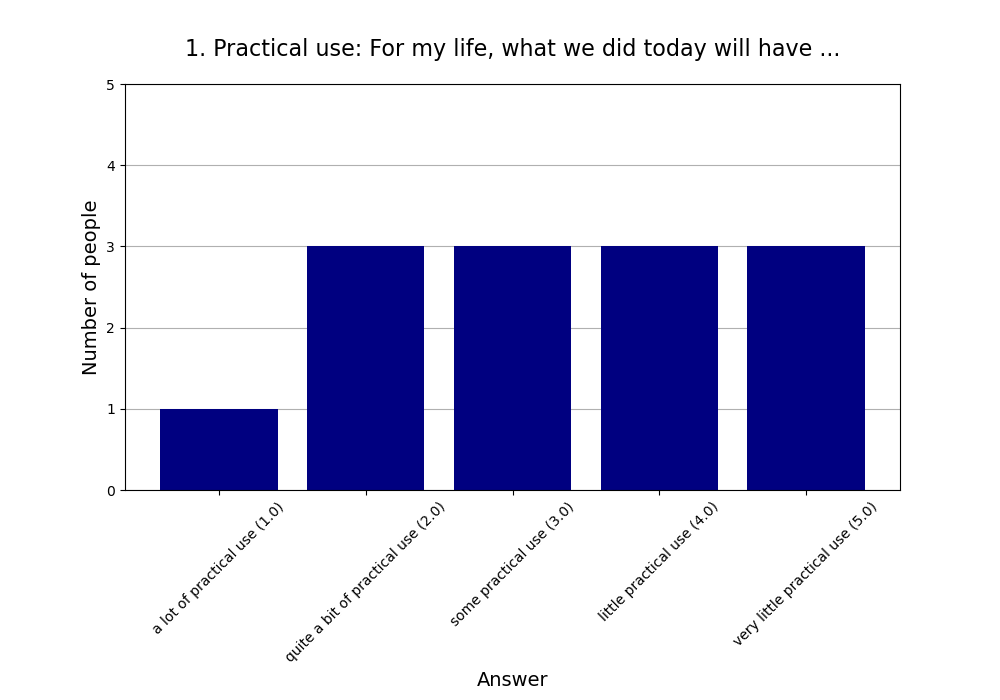 1. Practical use: For my life, what we did today will have ...
5
4
3
2
1
0
Number of people
a lot of practical use (1.0)
quite a bit of practical use (2.0)
some practical use (3.0)
little practical use (4.0)
very little practical use (5.0)
Answer